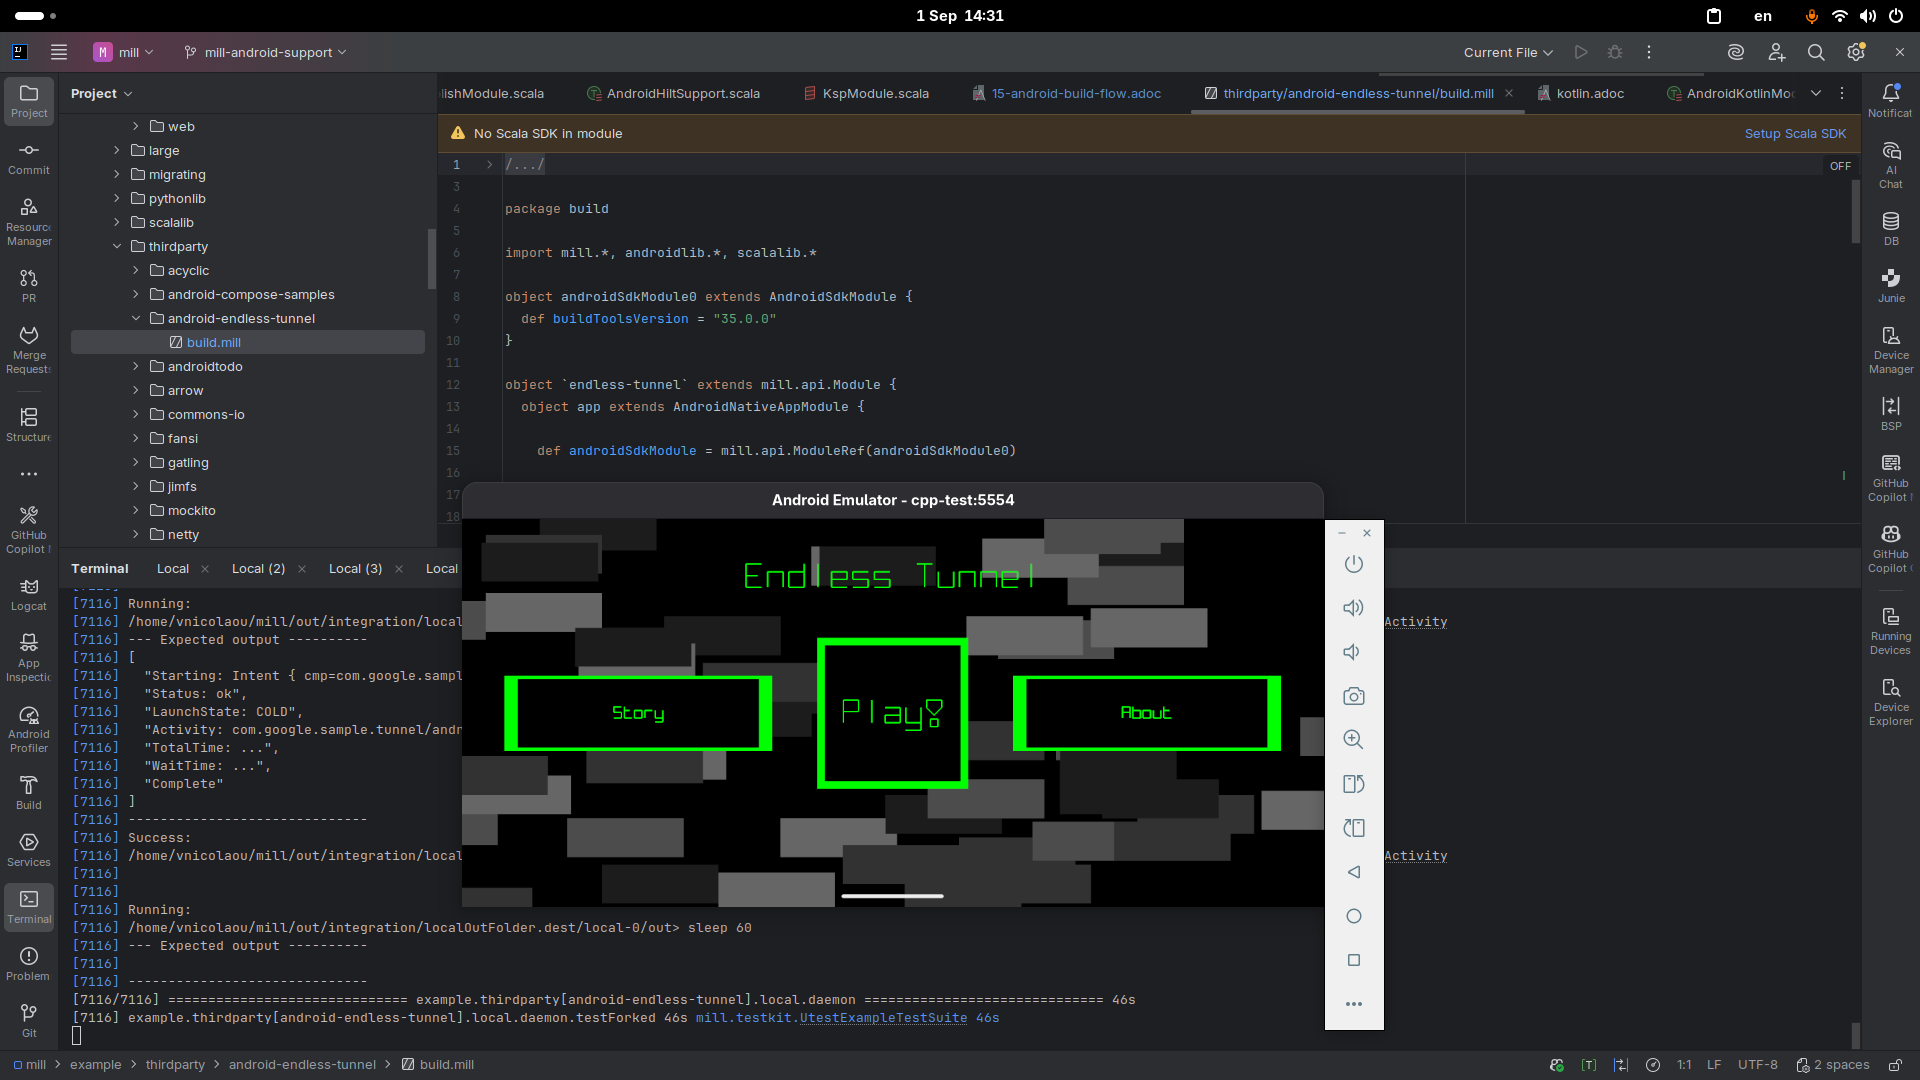 1 Sep 14:31
en
M mill
mill-android-support
Current File
Project
lishModule.scala
AndroidHiltSupport.scala
KspModule.scala
15-android-build-flow.adoc
thirdparty/android-endless-tunnel/build.mill
kotlin.adoc
AndroidKotlinMo
No Scala SDK in module
Setup Scala SDK
OFF
Project
Commit
Resourc
Manager
PR
Merge
Request
Structure
GitHub
Copilot
Logcat
App
Inspectic
Android
Profiler
Build
Services
Terminal
Problem
Git
web
large
migrating
pythonlib
scalalib
thirdparty
acyclic
android-compose-samples
android-endless-tunnel
build.mill
androidtodo
arrow
commons-io
fansi
gatling
jimfs
mockito
netty
1 /.../
3
4 package build
5
6 import mill.*, androidlib.*, scalalib.*
7
8 object androidSdkModule0 extends AndroidSdkModule {
9 def buildToolsVersion = "35.0.0"
10 }
11
12 object `endless-tunnel` extends mill.api.Module {
13 object app extends AndroidNativeAppModule {
14
15 def androidSdkModule = mill.api.ModuleRef(androidSdkModule0)
16
17
18
Notificat
AI
Chat
DB
Junie
Device
Manager
BSP
GitHub
Copilot
GitHub
Copilot
Running
Devices
Device
Explorer
Android Emulator - cpp-test:5554
Endless Tunnel
Story
Play!
About
Terminal
Local
Local (2)
Local (3)
Local
[7116] Running:
[7116] /home/vnicolaou/mill/out/integration/local
Activity
[7116] --- Expected output ----------
[7116] [
[7116] "Starting: Intent { cmp=com.google.sampl
[7116] "Status: ok",
[7116] "LaunchState: COLD",
[7116] "Activity: com.google.sample.tunnel/andr
[7116] "TotalTime: ...",
[7116] "WaitTime: ...",
[7116] "Complete"
[7116] ]
[7116] ------------------------------
[7116] Success:
[7116] /home/vnicolaou/mill/out/integration/local
Activity
[7116]
[7116]
[7116] Running:
[7116] /home/vnicolaou/mill/out/integration/localOutFolder.dest/local-0/out> sleep 60
[7116] --- Expected output ----------
[7116]
[7116] ------------------------------
[7116/7116] ============================== example.thirdparty[android-endless-tunnel].local.daemon ============================== 46s
[7116] example.thirdparty[android-endless-tunnel].local.daemon.testForked 46s mill.testkit.UtestExampleTestSuite 46s
mill > example > thirdparty > android-endless-tunnel > build.mill
[T]
1:1
LF
UTF-8
2 spaces